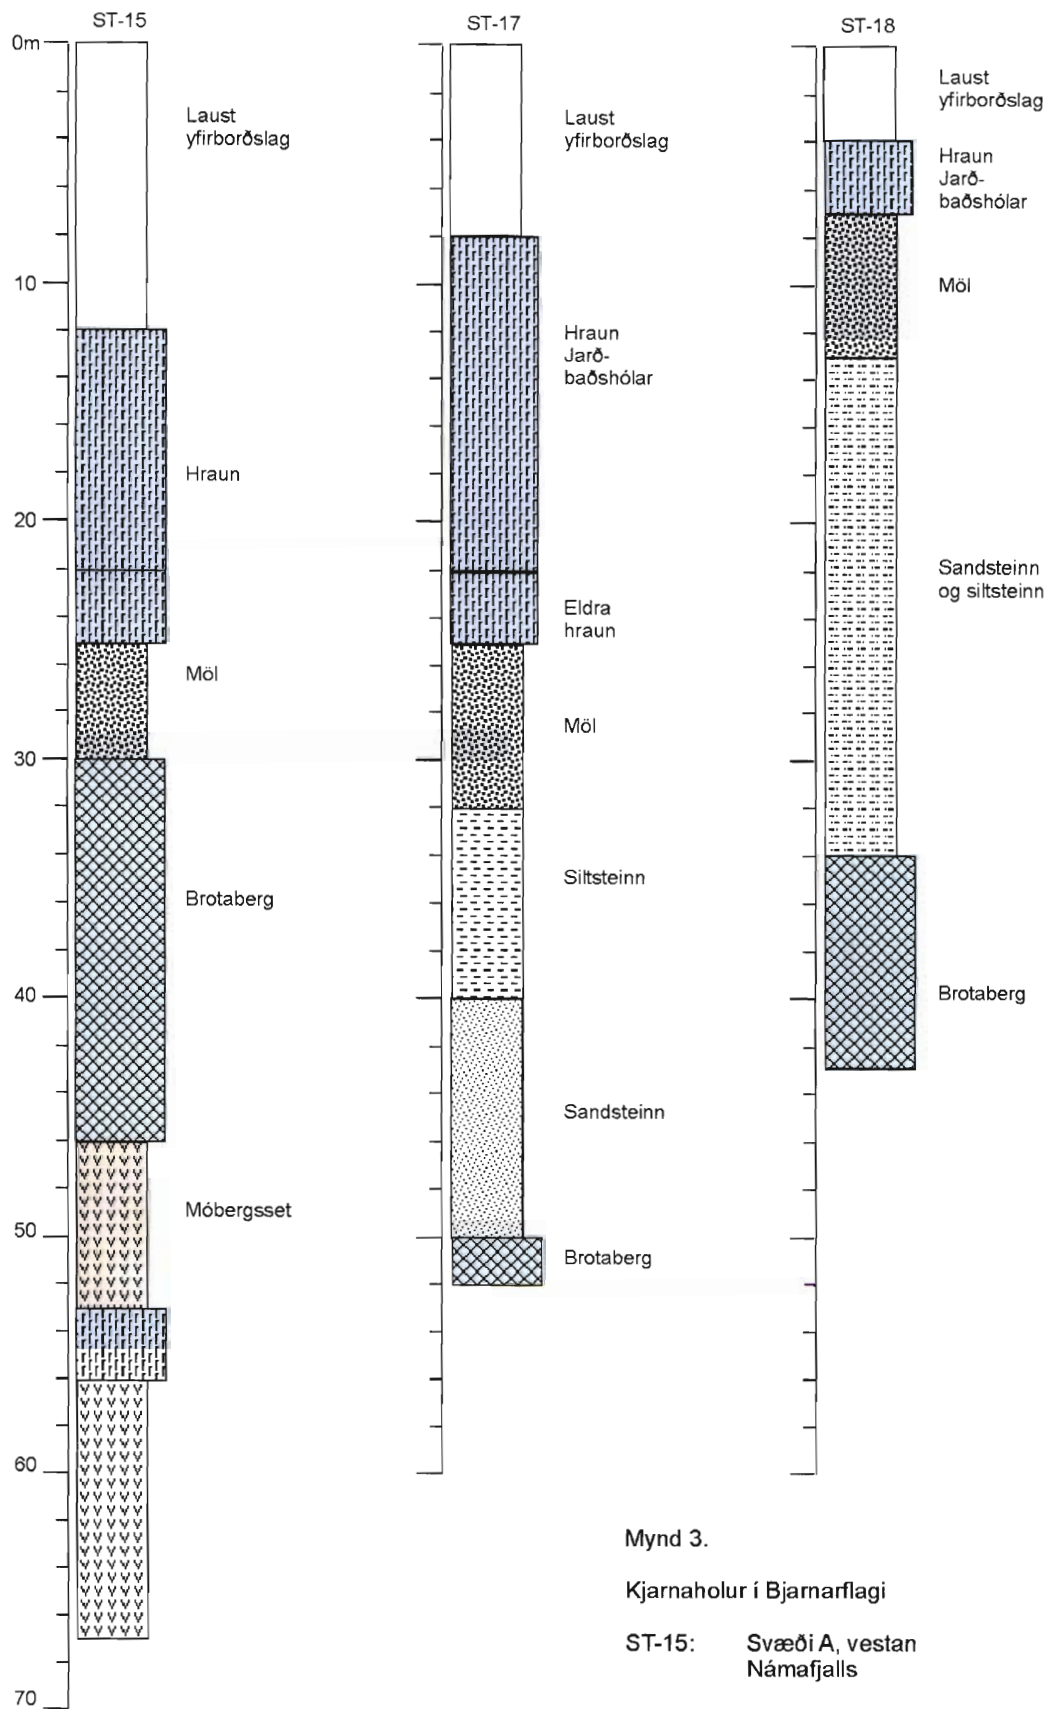 ST-15
0m
Laust
yfirborðslag
10
Hraun
20
Möl
30
Brotaberg
40
Móbergsset
50
60
70
ST-17
Laust
yfirborðslag
Hraun
Jarð-
baðshólar
Eldra
hraun
Möl
Siltsteinn
Sandsteinn
Brotaberg
ST-18
Laust
yfirborðslag
Hraun
Jarð-
baðshólar
Möl
Sandsteinn
og siltsteinn
Brotaberg
Mynd 3.
Kjarnaholur í Bjarnarflagi
ST-15: Svæði A, vestan
Námafjalls